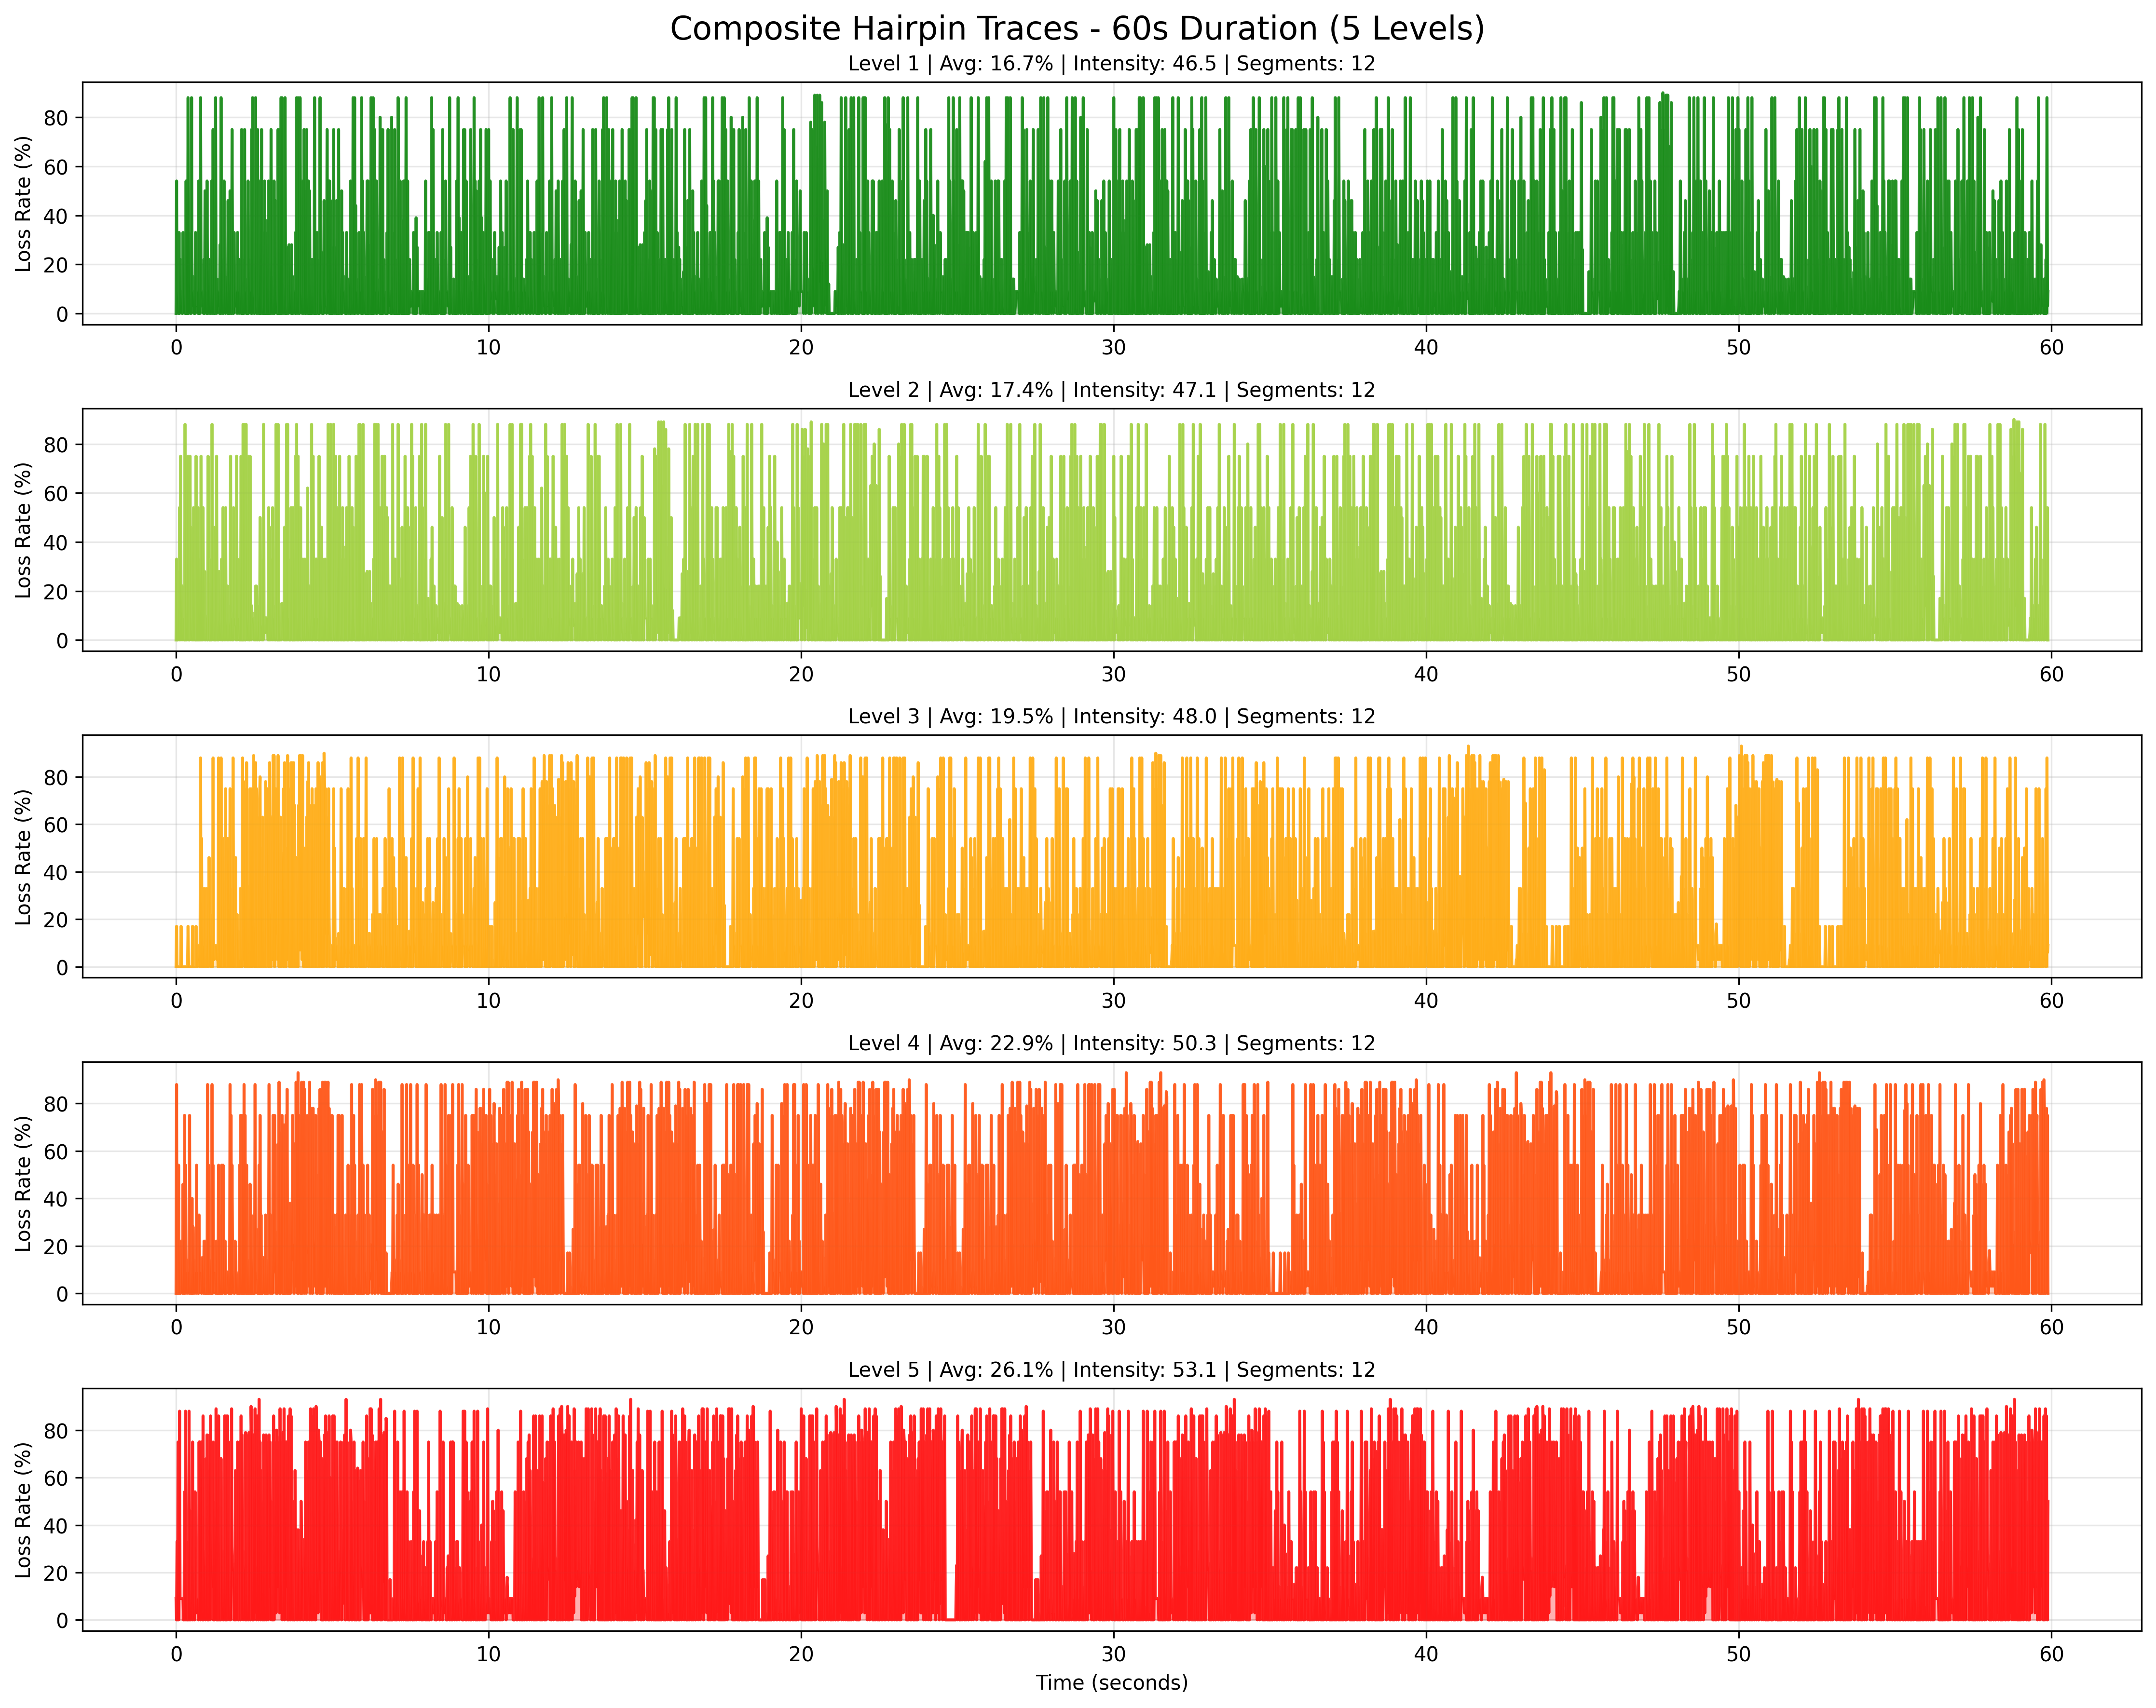 Composite Hairpin Traces - 60s Duration (5 Levels)
Level 1 | Avg: 16.7% | Intensity: 46.5 | Segments: 12
Loss Rate (%)
80
60
40
20
0
0 10 20 30 40 50 60
Level 2 | Avg: 17.4% | Intensity: 47.1 | Segments: 12
Loss Rate (%)
80
60
40
20
0
0 10 20 30 40 50 60
Level 3 | Avg: 19.5% | Intensity: 48.0 | Segments: 12
Loss Rate (%)
80
60
40
20
0
0 10 20 30 40 50 60
Level 4 | Avg: 22.9% | Intensity: 50.3 | Segments: 12
Loss Rate (%)
80
60
40
20
0
0 10 20 30 40 50 60
Level 5 | Avg: 26.1% | Intensity: 53.1 | Segments: 12
Loss Rate (%)
80
60
40
20
0
0 10 20 30 40 50 60
Time (seconds)